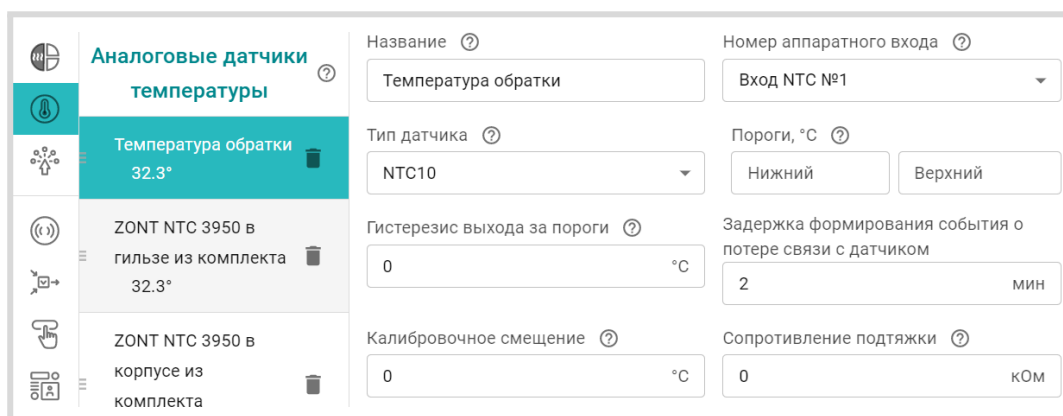 Аналоговые датчики
температуры
Температура обратки
32.3°
ZONT NTC 3950 в
гильзе из комплекта
32.3°
ZONT NTC 3950 в
корпусе из
комплекта
Название
Температура обратки
Номер аппаратного входа
Вход NTC №1
Тип датчика
NTC10
Пороги, °C
Нижний
Верхний
Гистерезис выхода за пороги
0 °C
Задержка формирования события о
потере связи с датчиком
2 мин
Калибровочное смещение
0 °C
Сопротивление подтяжки
0 кОм